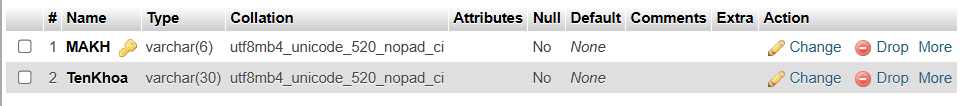 # Name Type Collation Attributes Null Default Comments Extra Action
1 MAKH varchar(6) utf8mb4_unicode_520_nopad_ci No None Change Drop More
2 TenKhoa varchar(30) utf8mb4_unicode_520_nopad_ci No None Change Drop More